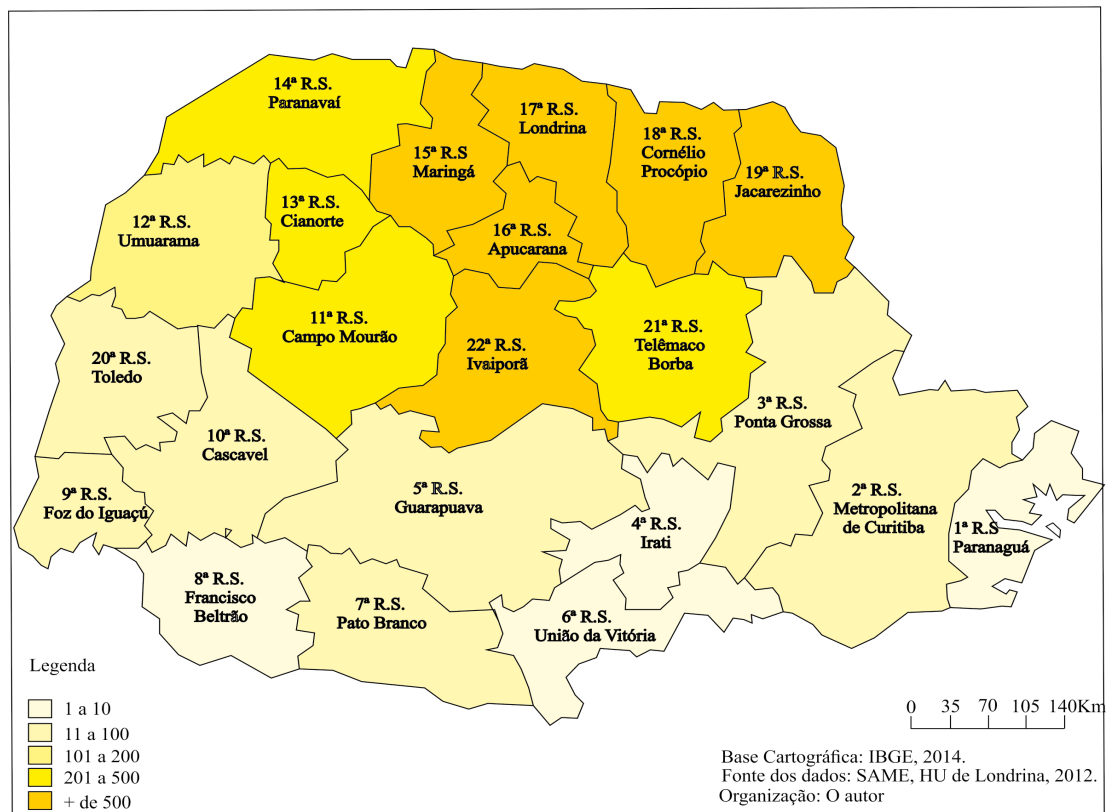 14ª R.S.
Paranavaí
17ª R.S.
Londrina
18ª R.S.
Cornélio
Procópio
15ª R.S
Maringá
19ª R.S.
Jacarezinho
13ª R.S.
Cianorte
12ª R.S.
Umuarama
16ª R.S.
Apucarana
11ª R.S.
Campo Mourão
21ª R.S.
Telêmaco
Borba
22ª R.S.
Ivaiporã
20ª R.S.
Toledo
3ª R.S.
Ponta Grossa
10ª R.S.
Cascavel
9ª R.S.
Foz do Iguaçú
5ª R.S.
Guarapuava
2ª R.S.
Metropolitana
de Curitiba
4ª R.S.
Irati
1ª R.S
Paranaguá
8ª R.S.
Francisco
Beltrão
7ª R.S.
Pato Branco
6ª R.S.
União da Vitória
Legenda
1 a 10
11 a 100
101 a 200
201 a 500
+ de 500
0 35 70 105 140Km
Base Cartográfica: IBGE, 2014.
Fonte dos dados: SAME, HU de Londrina, 2012.
Organização: O autor